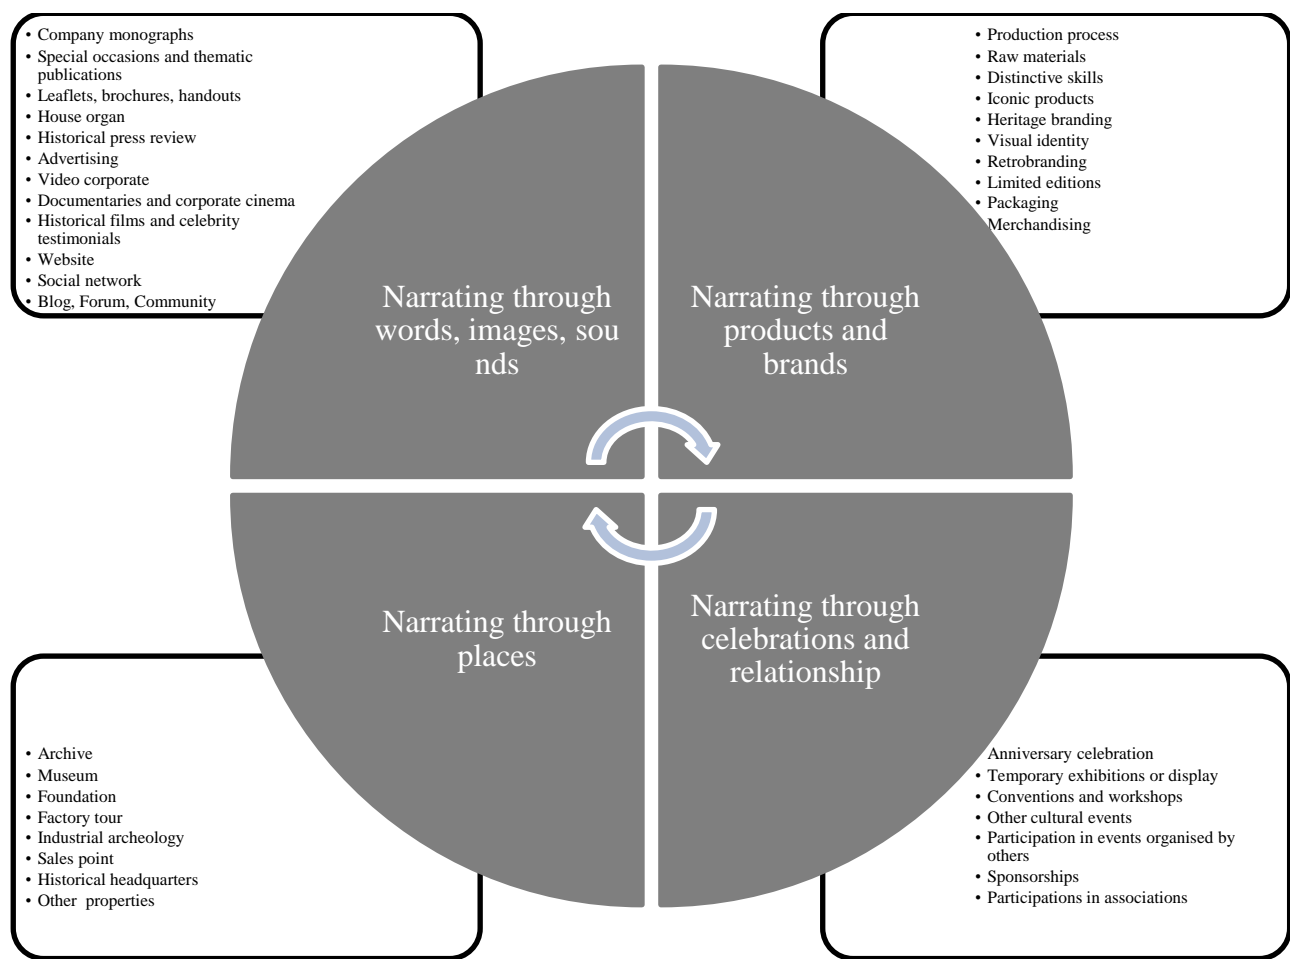 • Company monographs
• Special occasions and thematic
publications
• Leaflets, brochures, handouts
• House organ
• Historical press review
• Advertising
• Video corporate
• Documentaries and corporate cinema
• Historical films and celebrity
testimonials
• Website
• Social network
• Blog, Forum, Community
• Production process
• Raw materials
• Distinctive skills
• Iconic products
• Heritage branding
• Visual identity
• Retrobranding
• Limited editions
• Packaging
Merchandising
Narrating through
words, images, sou
nds
Narrating through
products and
brands
Narrating through
places
Narrating through
celebrations and
relationship
• Archive
• Museum
• Foundation
• Factory tour
• Industrial archeology
• Sales point
• Historical headquarters
• Other  properties
Anniversary celebration
• Temporary exhibitions or display
• Conventions and workshops
• Other cultural events
• Participation in events organised by
others
• Sponsorships
• Participations in associations